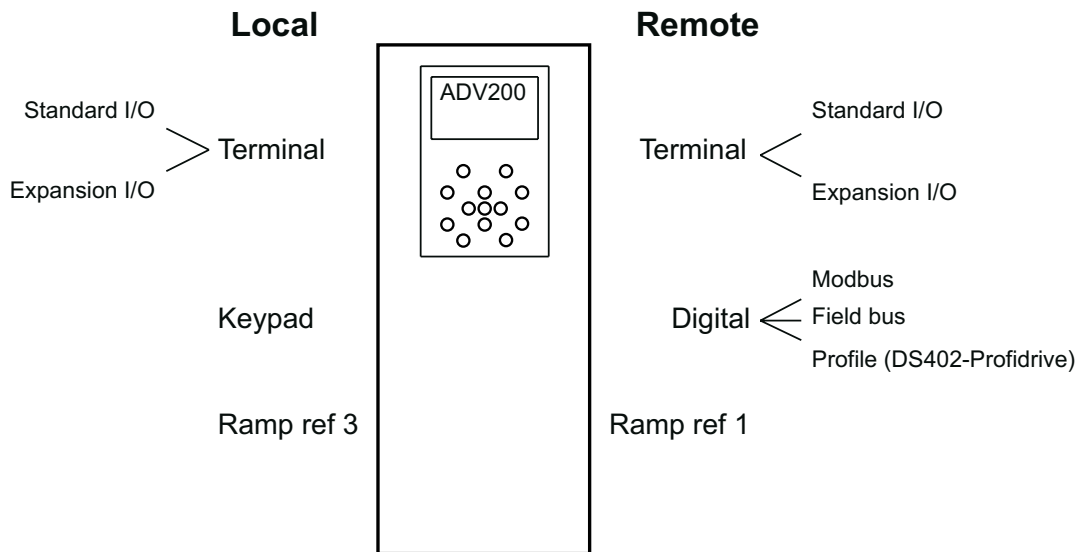 Local
Remote
ADV200
Standard I/O
Terminal
Expansion I/O
Keypad
Ramp ref 3
Standard I/O
Terminal
Expansion I/O
Modbus
Digital
Field bus
Profile (DS402-Profidrive)
Ramp ref 1